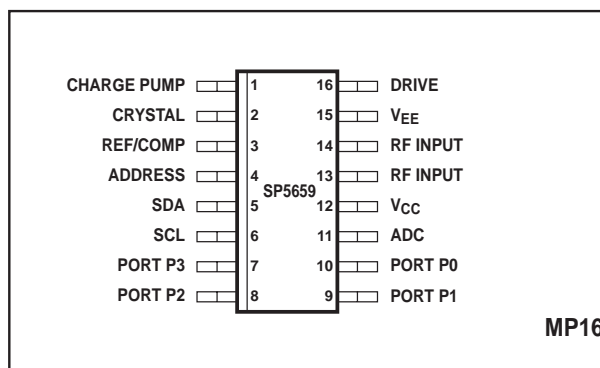 CHARGE PUMP 1 16 DRIVE
CRYSTAL 2 15 VEE
REF/COMP 3 14 RF INPUT
ADDRESS 4 13 RF INPUT
SP5659
SDA 5 12 VCC
SCL 6 11 ADC
PORT P3 7 10 PORT P0
PORT P2 8 9 PORT P1
MP16